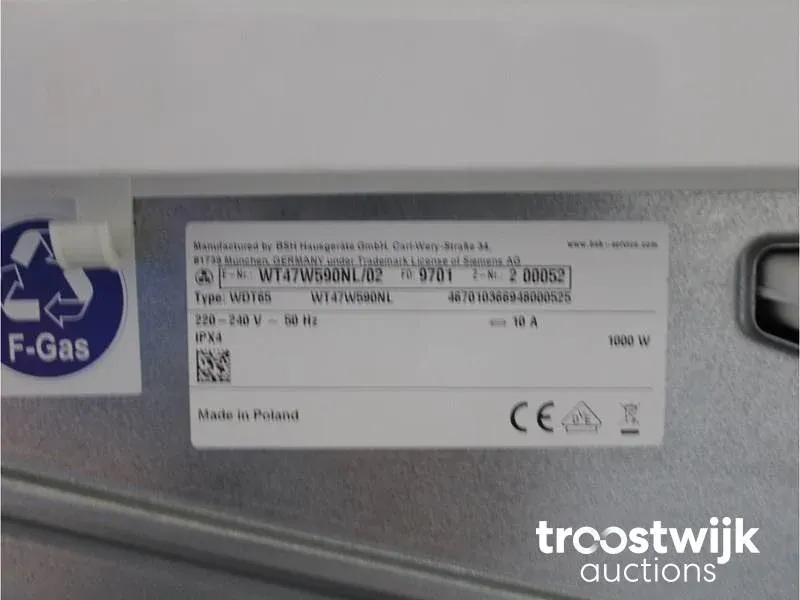 Manufactured by BSH Hausgeräte GmbH, Carl-Wery-Straße 34,
81739 München, GERMANY under Trademark License of Siemens AG
www.bsh-service.com
E-Nr.: WT47W590NL/02 FD 9701 Z-Nr.: 2 00052
Type: WDT65 WT47W590NL 467010366948000525
220-240 V ~ 50 Hz 10 A
IPX4 1000 W
Made in Poland
CE
F-Gas
troostwijk
auctions